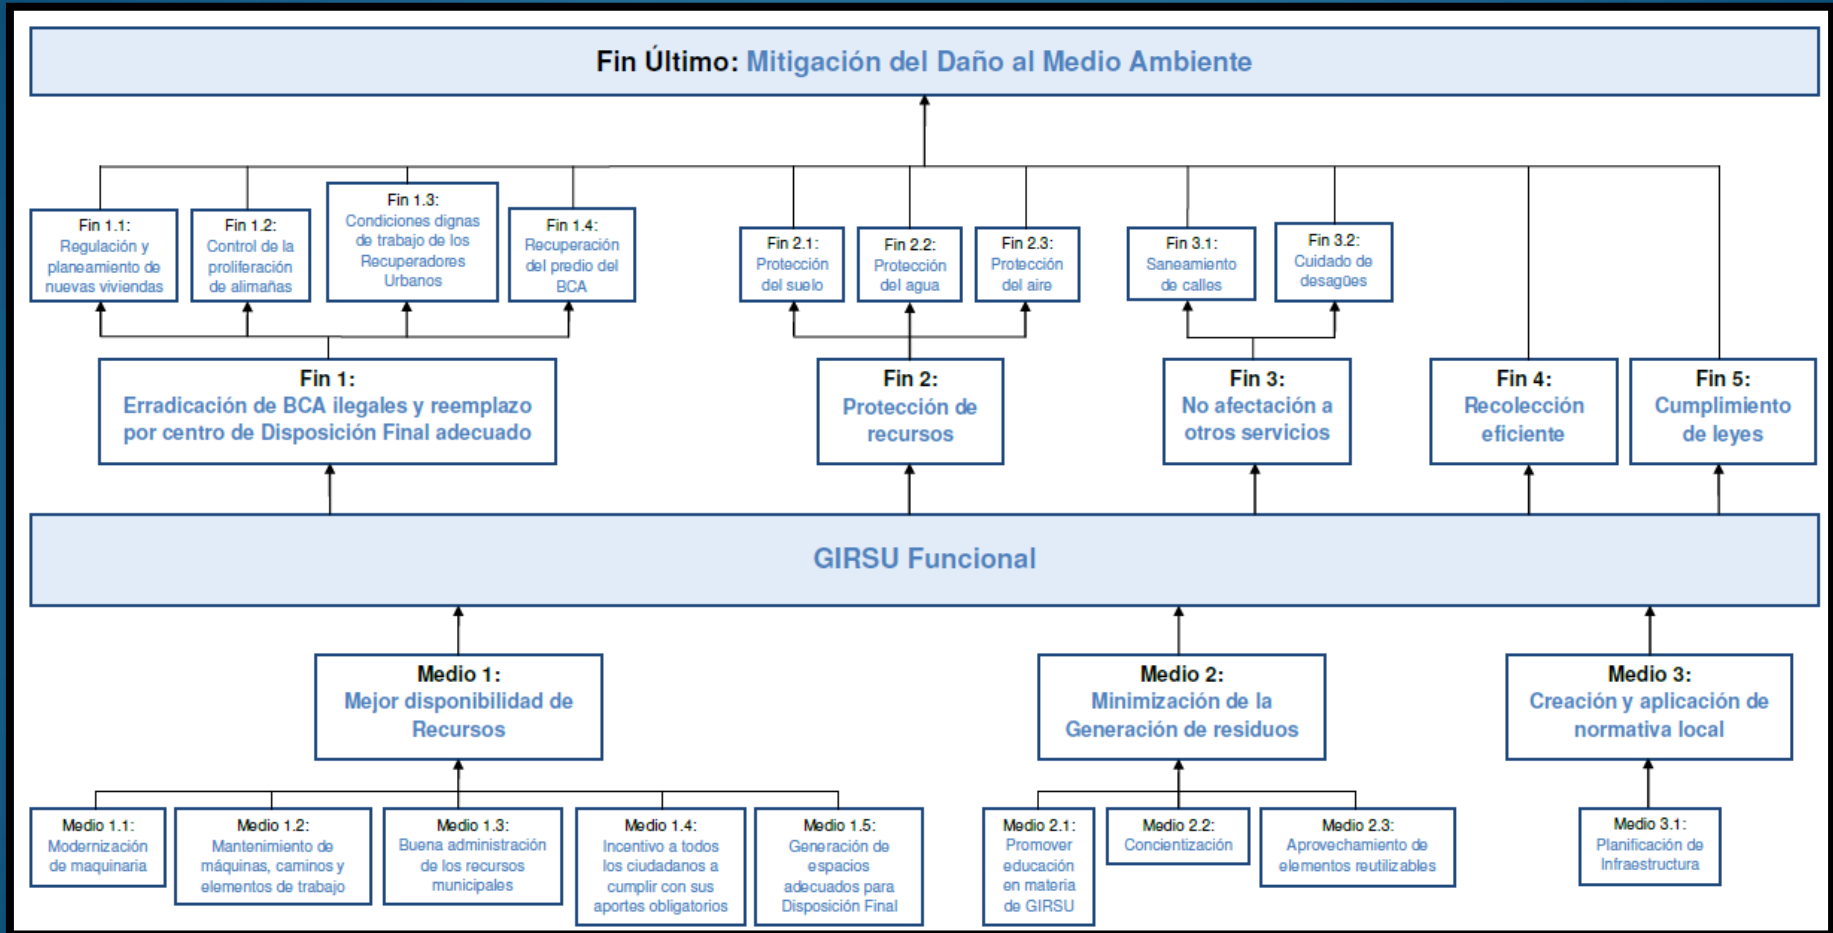 Fin Último: Mitigación del Daño al Medio Ambiente
Fin 1.1:
Regulación y
planeamiento de
nuevas viviendas
Fin 1.2:
Control de la
proliferación
de alimañas
Fin 1.3:
Condiciones dignas
de trabajo de los
Recuperadores
Urbanos
Fin 1.4:
Recuperación
del predio del
BCA
Fin 2.1:
Protección
del suelo
Fin 2.2:
Protección
del agua
Fin 2.3:
Protección
del aire
Fin 3.1:
Saneamiento
de calles
Fin 3.2:
Cuidado de
desagües
Fin 1:
Erradicación de BCA ilegales y reemplazo
por centro de Disposición Final adecuado
Fin 2:
Protección de
recursos
Fin 3:
No afectación a
otros servicios
Fin 4:
Recolección
eficiente
Fin 5:
Cumplimiento
de leyes
GIRSU Funcional
Medio 1:
Mejor disponibilidad de
Recursos
Medio 2:
Minimización de la
Generación de residuos
Medio 3:
Creación y aplicación de
normativa local
Medio 1.1:
Modernización
de maquinaria
Medio 1.2:
Mantenimiento de
máquinas, caminos y
elementos de trabajo
Medio 1.3:
Buena administración
de los recursos
municipales
Medio 1.4:
Incentivo a todos
los ciudadanos a
cumplir con sus
aportes obligatorios
Medio 1.5:
Generación de
espacios
adecuados para
Disposición Final
Medio 2.1:
Promover
educación
en materia
de GIRSU
Medio 2.2:
Concientización
Medio 2.3:
Aprovechamiento de
elementos reutilizables
Medio 3.1:
Planificación de
Infraestructura